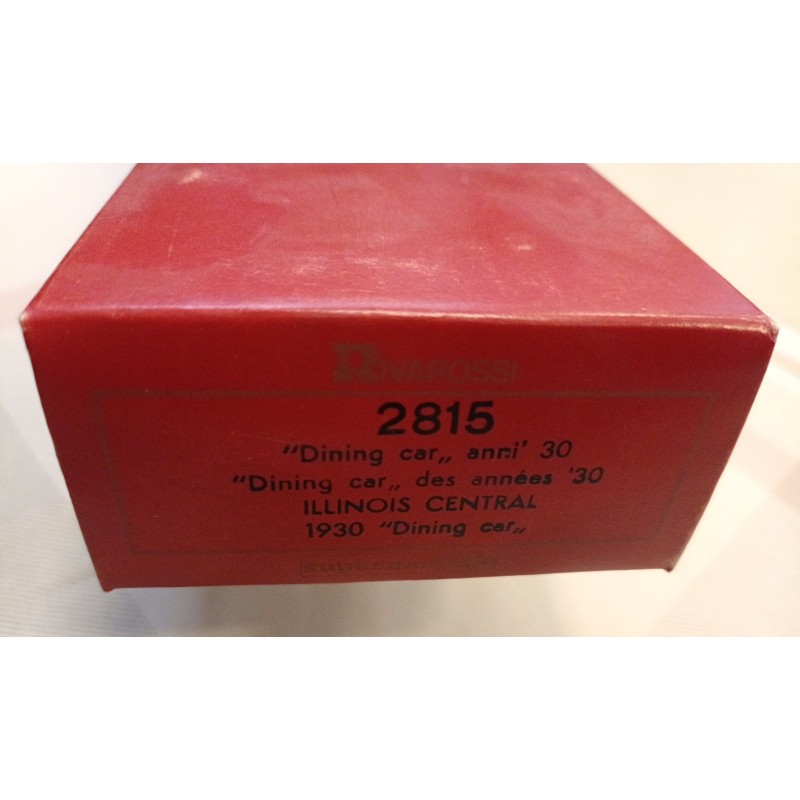 RIVAROSSI
2815
"Dining car„ anni' 30
"Dining car„ des années '30
ILLINOIS CENTRAL
1930 "Dining car„